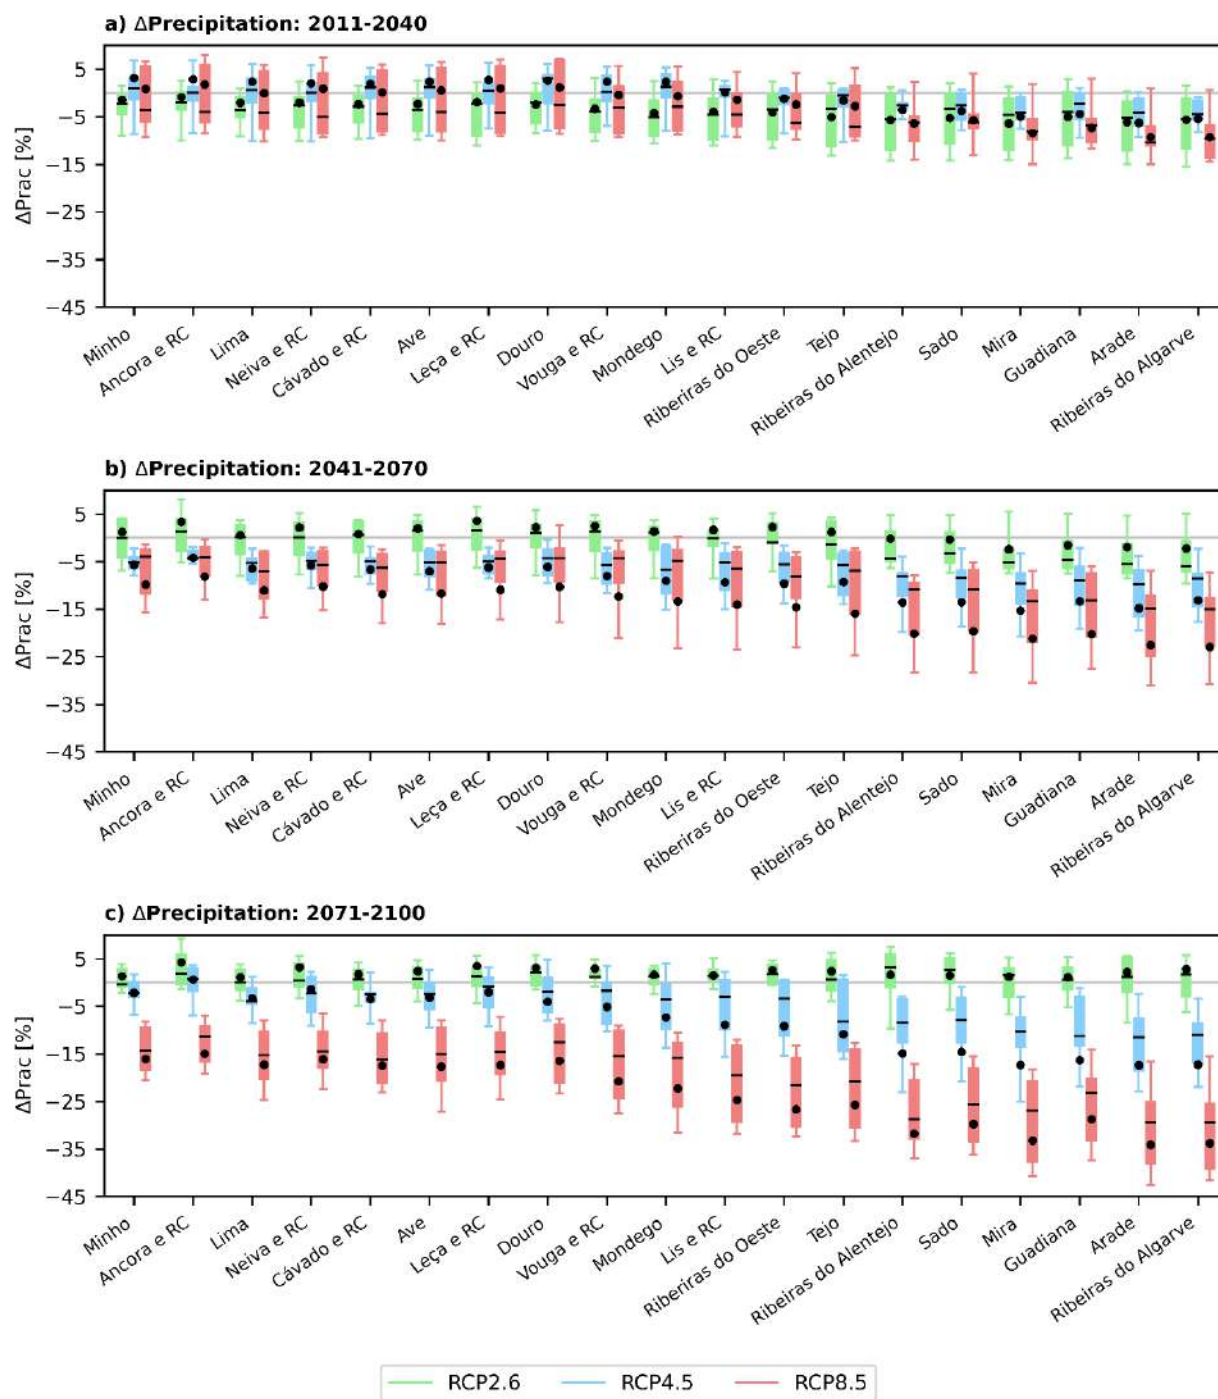 a) ΔPrecipitation: 2011-2040
ΔPrac [%]
5
−5
−15
−25
−35
−45
Minho
Ancora e RC
Lima
Neiva e RC
Cávado e RC
Ave
Leça e RC
Douro
Vouga e RC
Mondego
Lis e RC
Riberiras do Oeste
Tejo
Ribeiras do Alentejo
Sado
Mira
Guadiana
Arade
Ribeiras do Algarve
b) ΔPrecipitation: 2041-2070
ΔPrac [%]
5
−5
−15
−25
−35
−45
Minho
Ancora e RC
Lima
Neiva e RC
Cávado e RC
Ave
Leça e RC
Douro
Vouga e RC
Mondego
Lis e RC
Riberiras do Oeste
Tejo
Ribeiras do Alentejo
Sado
Mira
Guadiana
Arade
Ribeiras do Algarve
c) ΔPrecipitation: 2071-2100
ΔPrac [%]
5
−5
−15
−25
−35
−45
Minho
Ancora e RC
Lima
Neiva e RC
Cávado e RC
Ave
Leça e RC
Douro
Vouga e RC
Mondego
Lis e RC
Riberiras do Oeste
Tejo
Ribeiras do Alentejo
Sado
Mira
Guadiana
Arade
Ribeiras do Algarve
RCP2.6 RCP4.5 RCP8.5